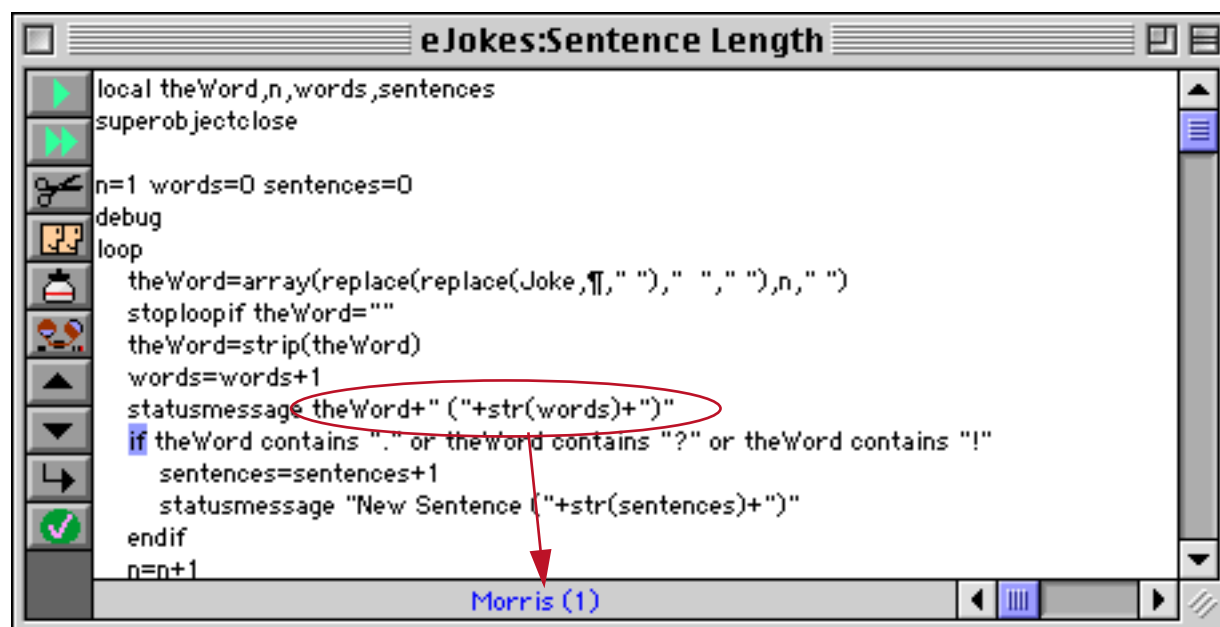 eJokes:Sentence Length
local theWord,n,words,sentences
superobjectclose
n=1 words=0 sentences=0
debug
loop
theWord=array(replace(replace(Joke,¶," "),"  "," "),n," ")
stoploopif theWord=""
theWord=strip(theWord)
words=words+1
statusmessage theWord+" ("+str(words)+")"
if theWord contains "." or theWord contains "?" or theWord contains "!"
sentences=sentences+1
statusmessage "New Sentence ("+str(sentences)+")"
endif
n=n+1
Morris (1)